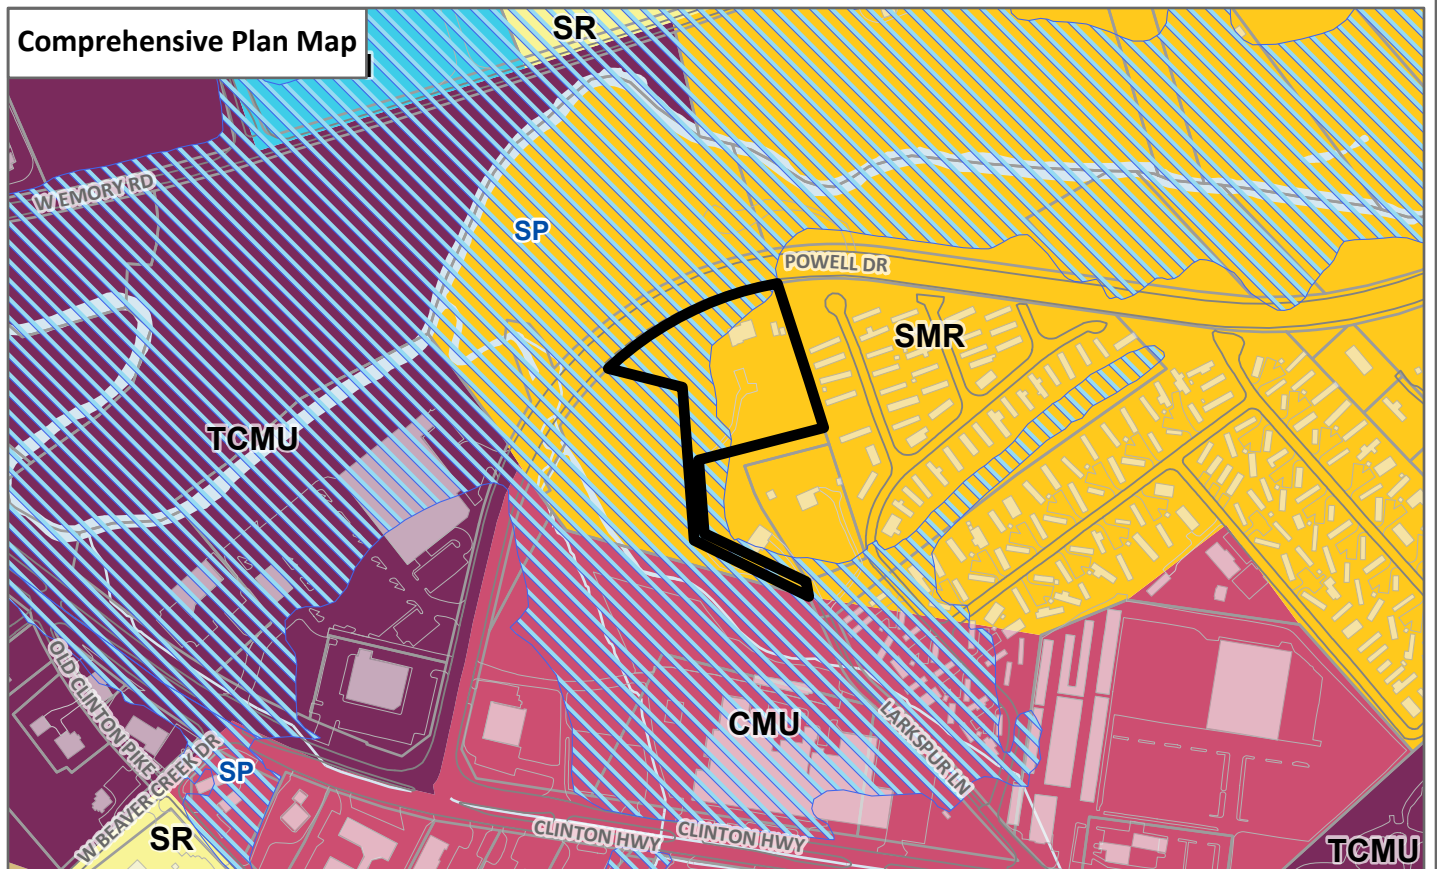 Comprehensive Plan Map
SR
W EMORY RD
SP
POWELL DR
SMR
TCMU
OLD CLINTON PIKE
W BEAVER CREEK DR
SP
SR
CMU
LARKSPUR LN
CLINTON HWY
CLINTON HWY
TCMU